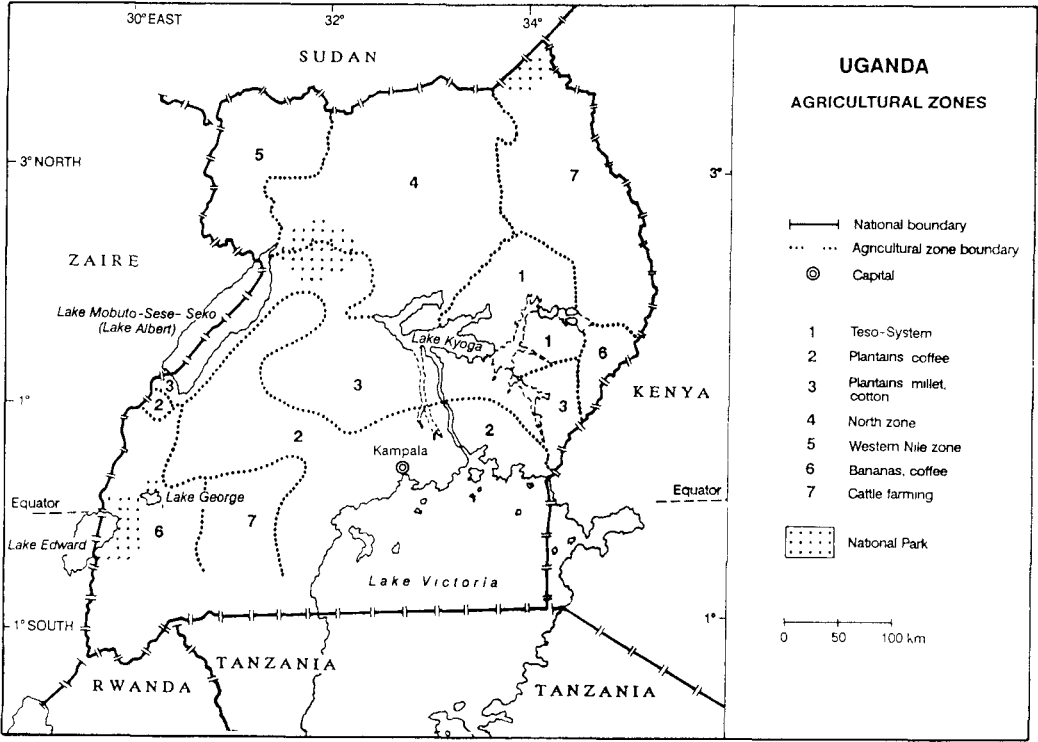 30° EAST
32°
34°
SUDAN
5
3° NORTH
4
7
3°
ZAIRE
1
Lake Mobuto-Sese-Seko
(Lake Albert)
Lake Kyoga
1
6
3
3
KENYA
1°
2
3
1°
2
2
Kampala
Equator
Lake George
Equator
6
7
Lake Edward
Lake Victoria
1° SOUTH
1°
TANZANIA
RWANDA
TANZANIA
UGANDA
AGRICULTURAL ZONES
National boundary
Agricultural zone boundary
Capital
1 Teso-System
2 Plantains coffee
3 Plantains millet,
cotton
4 North zone
5 Western Nile zone
6 Bananas, coffee
7 Cattle farming
National Park
0 50 100 km